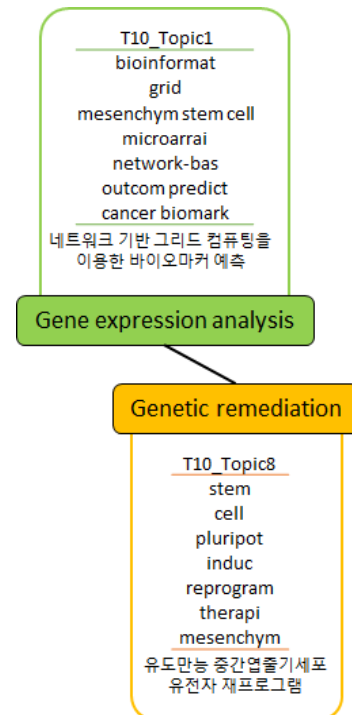 T10_Topic1
bioinformat
grid
mesenchym stem cell
microarrai
network-bas
outcom predict
cancer biomark
네트워크 기반 그리드 컴퓨팅을
이용한 바이오마커 예측
Gene expression analysis
Genetic remediation
T10_Topic8
stem
cell
pluripot
induc
reprogram
therapi
mesenchym
유도만능 중간엽줄기세포
유전자 재프로그램